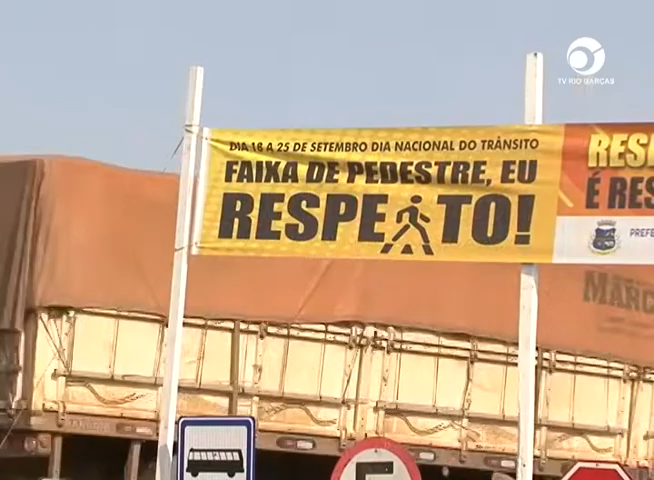 TV RIO GARÇAS
DIA 18 A 25 DE SETEMBRO DIA NACIONAL DO TRÂNSITO
FAIXA DE PEDESTRE, EU
RESPEITO!
RESP
É RES
PREFE
MARC
E